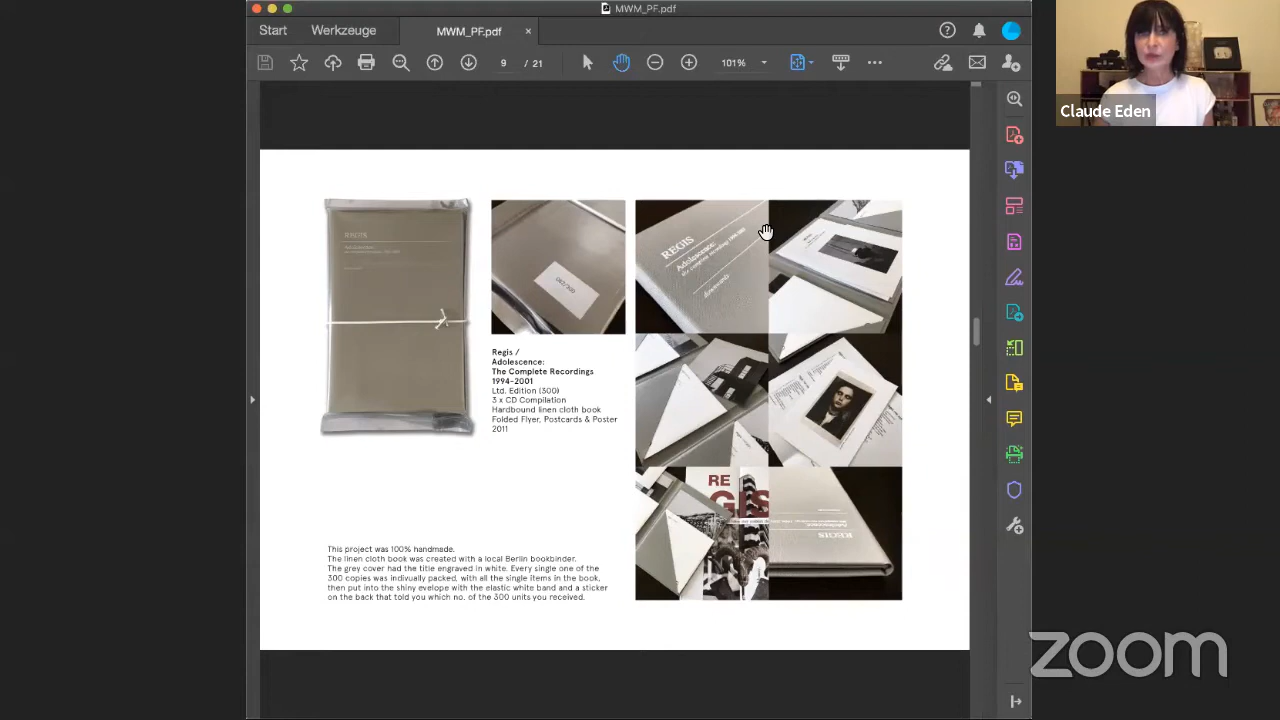 MWM_PF.pdf
Start
Werkzeuge
MWM_PF.pdf
9 / 21
101%
Claude Eden
REGIS
REGIS
Adolescence:
Regis /
Adolescence:
The Complete Recordings
1994-2001
Ltd. Edition (300)
3 x CD Compilation
Hardbound linen cloth book
Folded Flyer, Postcards & Poster
2011
RE
GIS
REGIS
This project was 100% handmade.
The linen cloth book was created with a local Berlin bookbinder.
The grey cover had the title engraved in white. Every single one of the
300 copies was indivually packed, with all the single items in the book,
then put into the shiny evelope with the elastic white band and a sticker
on the back that told you which no. of the 300 units you received.
zoom